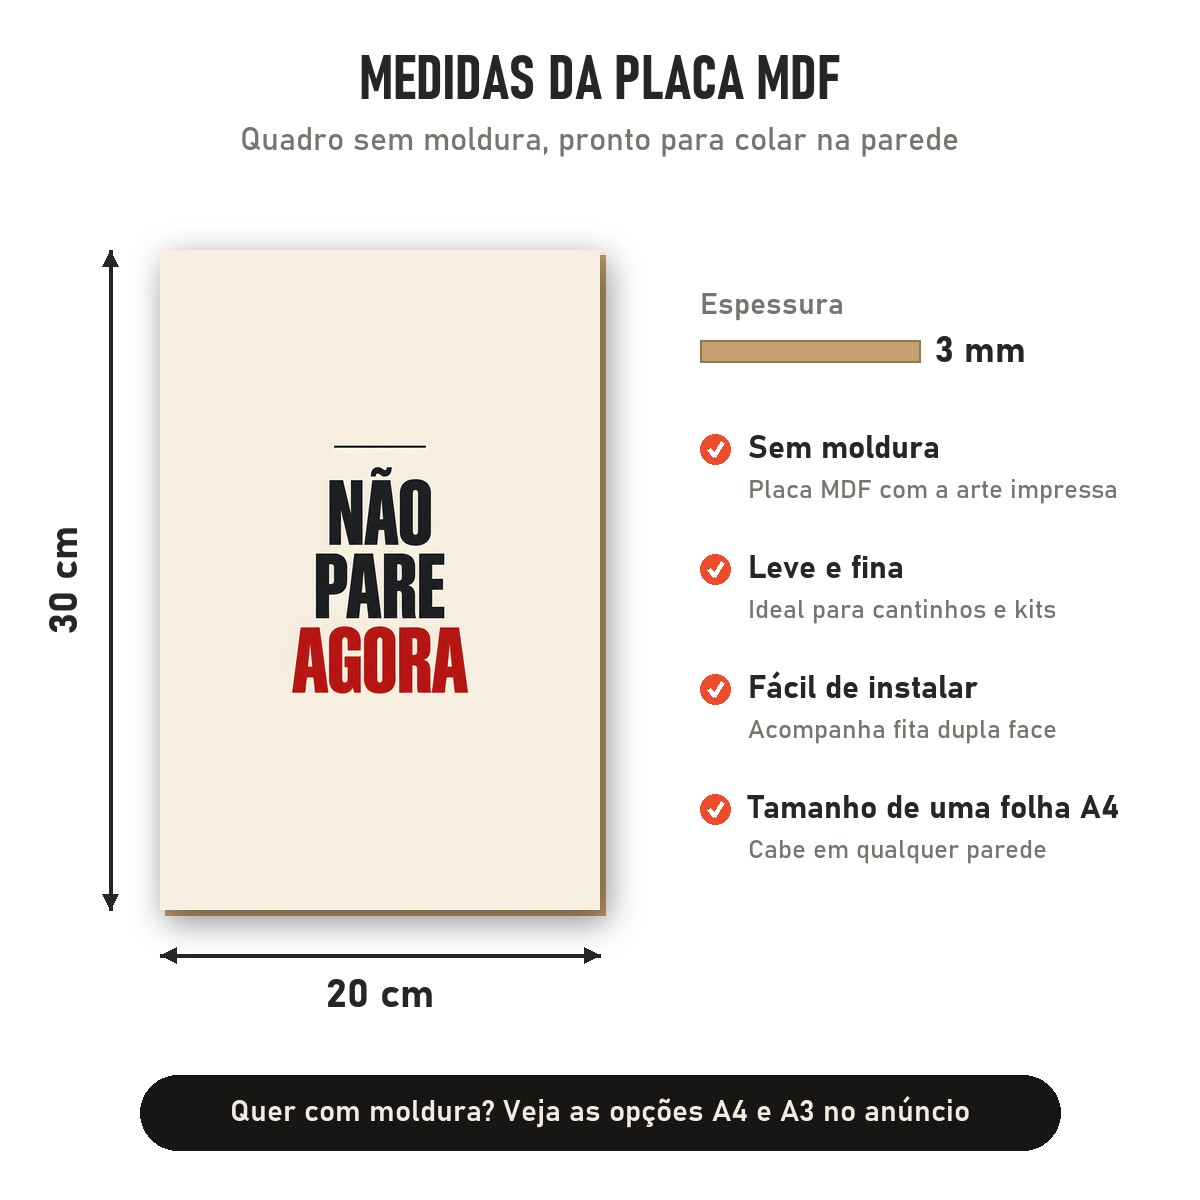 MEDIDAS DA PLACA MDF
Quadro sem moldura, pronto para colar na parede
30 cm
NÃO
PARE
AGORA
20 cm
Espessura
3 mm
Sem moldura
Placa MDF com a arte impressa
Leve e fina
Ideal para cantinhos e kits
Fácil de instalar
Acompanha fita dupla face
Tamanho de uma folha A4
Cabe em qualquer parede
Quer com moldura? Veja as opções A4 e A3 no anúncio